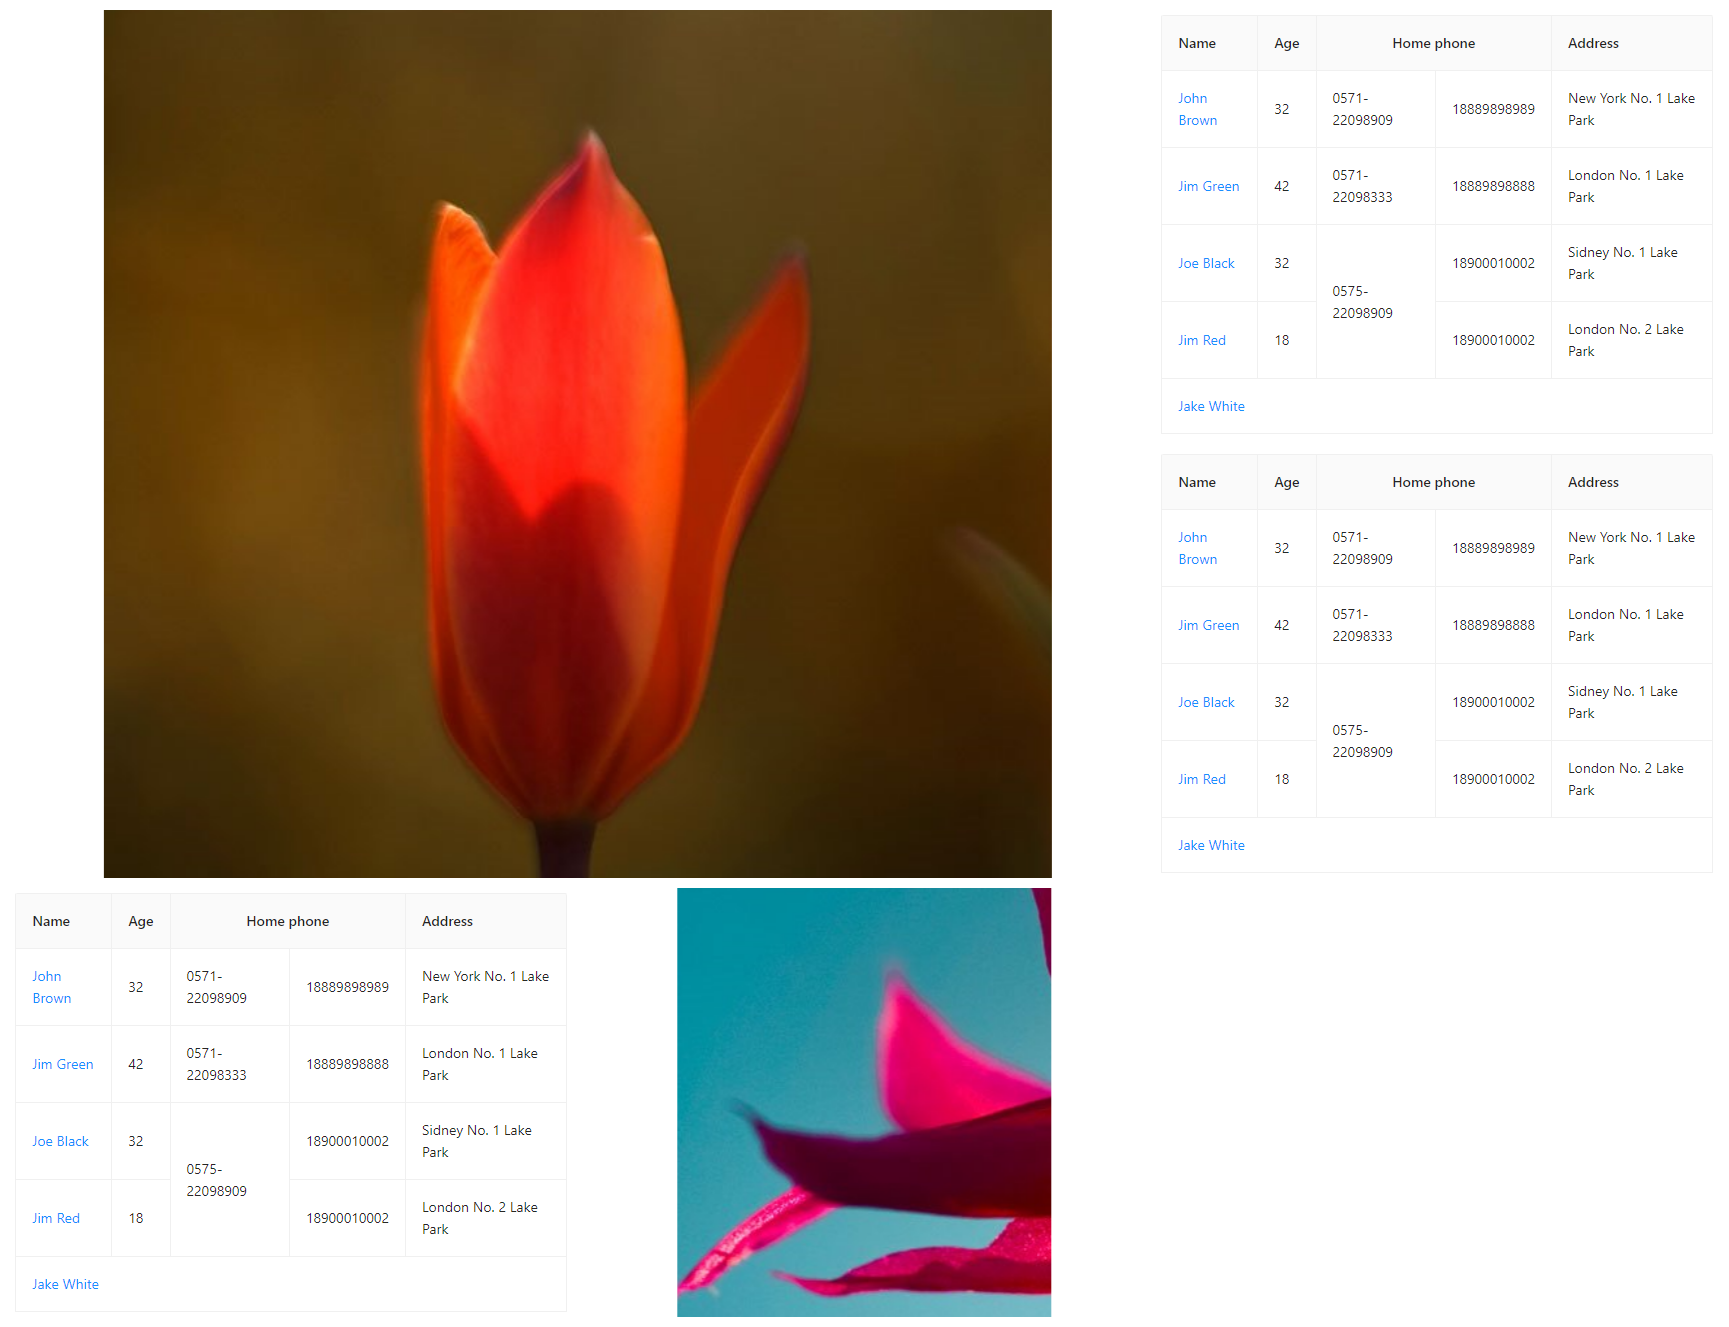 Name Age Home phone Address
John Brown 32 0571-22098909 18889898989 New York No. 1 Lake Park
Jim Green 42 0571-22098333 18889898888 London No. 1 Lake Park
Joe Black 32 0575-22098909 18900010002 Sidney No. 1 Lake Park
Jim Red 18 18900010002 London No. 2 Lake Park
Jake White
Name Age Home phone Address
John Brown 32 0571-22098909 18889898989 New York No. 1 Lake Park
Jim Green 42 0571-22098333 18889898888 London No. 1 Lake Park
Joe Black 32 0575-22098909 18900010002 Sidney No. 1 Lake Park
Jim Red 18 18900010002 London No. 2 Lake Park
Jake White
Name Age Home phone Address
John Brown 32 0571-22098909 18889898989 New York No. 1 Lake Park
Jim Green 42 0571-22098333 18889898888 London No. 1 Lake Park
Joe Black 32 0575-22098909 18900010002 Sidney No. 1 Lake Park
Jim Red 18 18900010002 London No. 2 Lake Park
Jake White